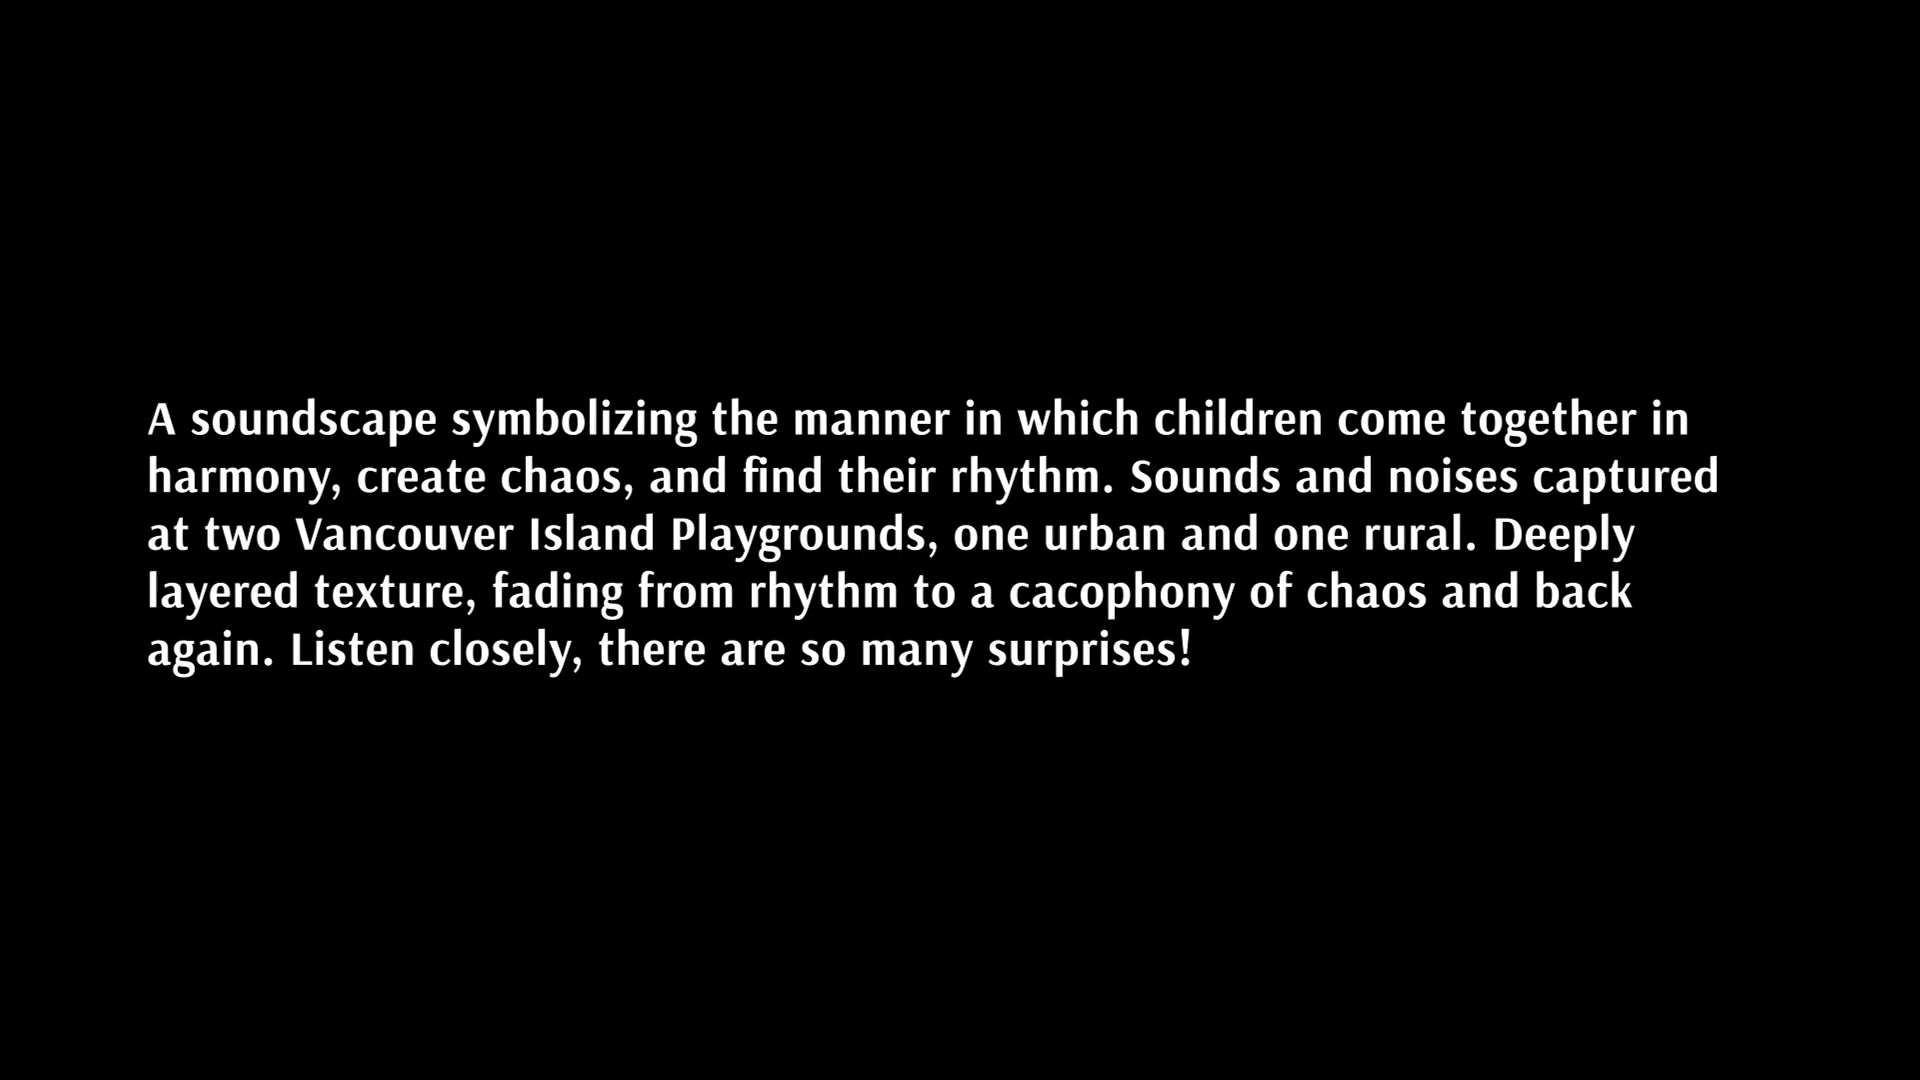 A soundscape symbolizing the manner in which children come together in
harmony, create chaos, and find their rhythm. Sounds and noises captured
at two Vancouver Island Playgrounds, one urban and one rural. Deeply
layered texture, fading from rhythm to a cacophony of chaos and back
again. Listen closely, there are so many surprises!